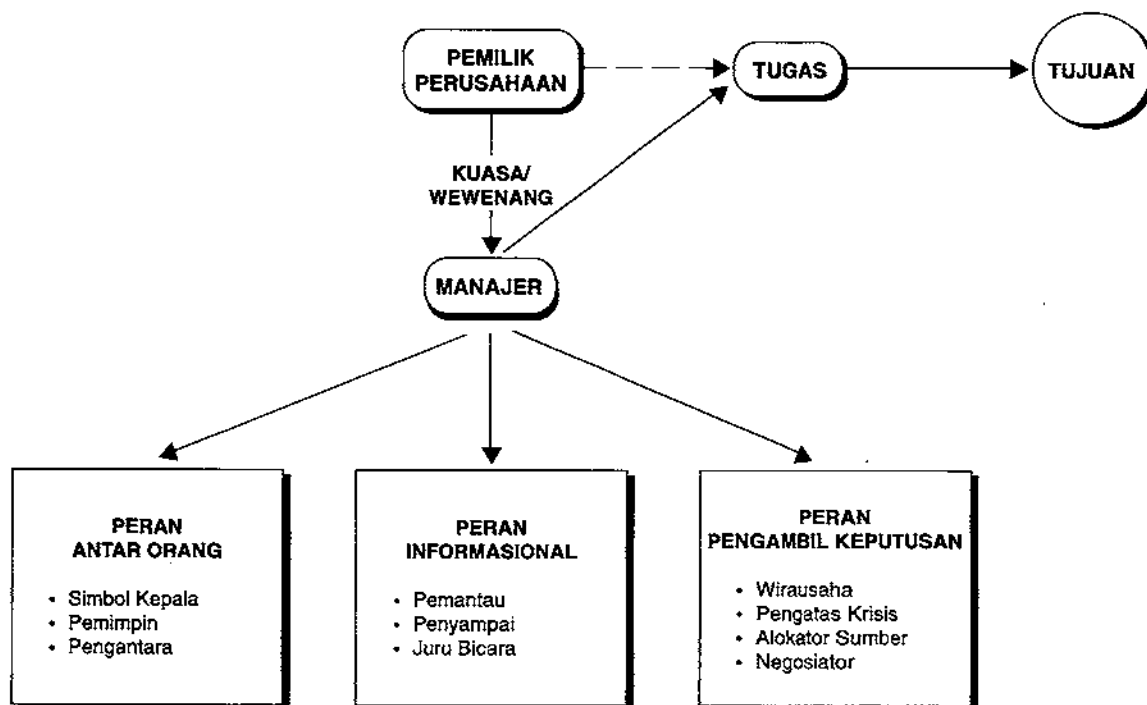 PEMILIK
PERUSAHAAN
TUGAS
TUJUAN
KUASA/
WEWENANG
MANAJER
PERAN
ANTAR ORANG
• Simbol Kepala
• Pemimpin
• Pengantara
PERAN
INFORMASIONAL
• Pemantau
• Penyampai
• Juru Bicara
PERAN
PENGAMBIL KEPUTUSAN
• Wirausaha
• Pengatas Krisis
• Alokator Sumber
• Negosiator